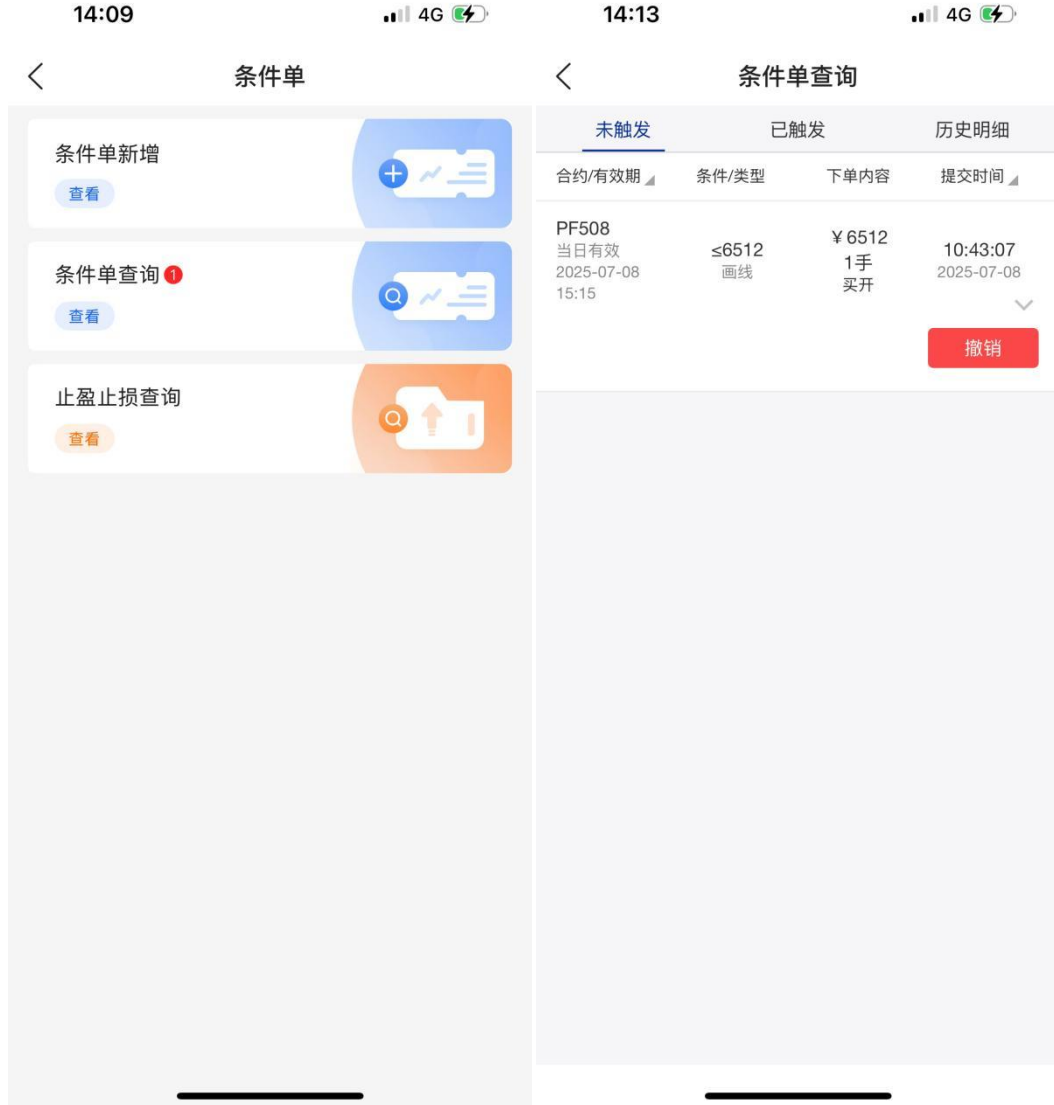 14:09
4G
条件单
条件单新增
查看
条件单查询 1
查看
止盈止损查询
查看
14:13
4G
条件单查询
未触发 已触发 历史明细
合约/有效期 条件/类型 下单内容 提交时间
PF508
当日有效
2025-07-08
15:15
≤6512
画线
¥6512
1手
买开
10:43:07
2025-07-08
撤销